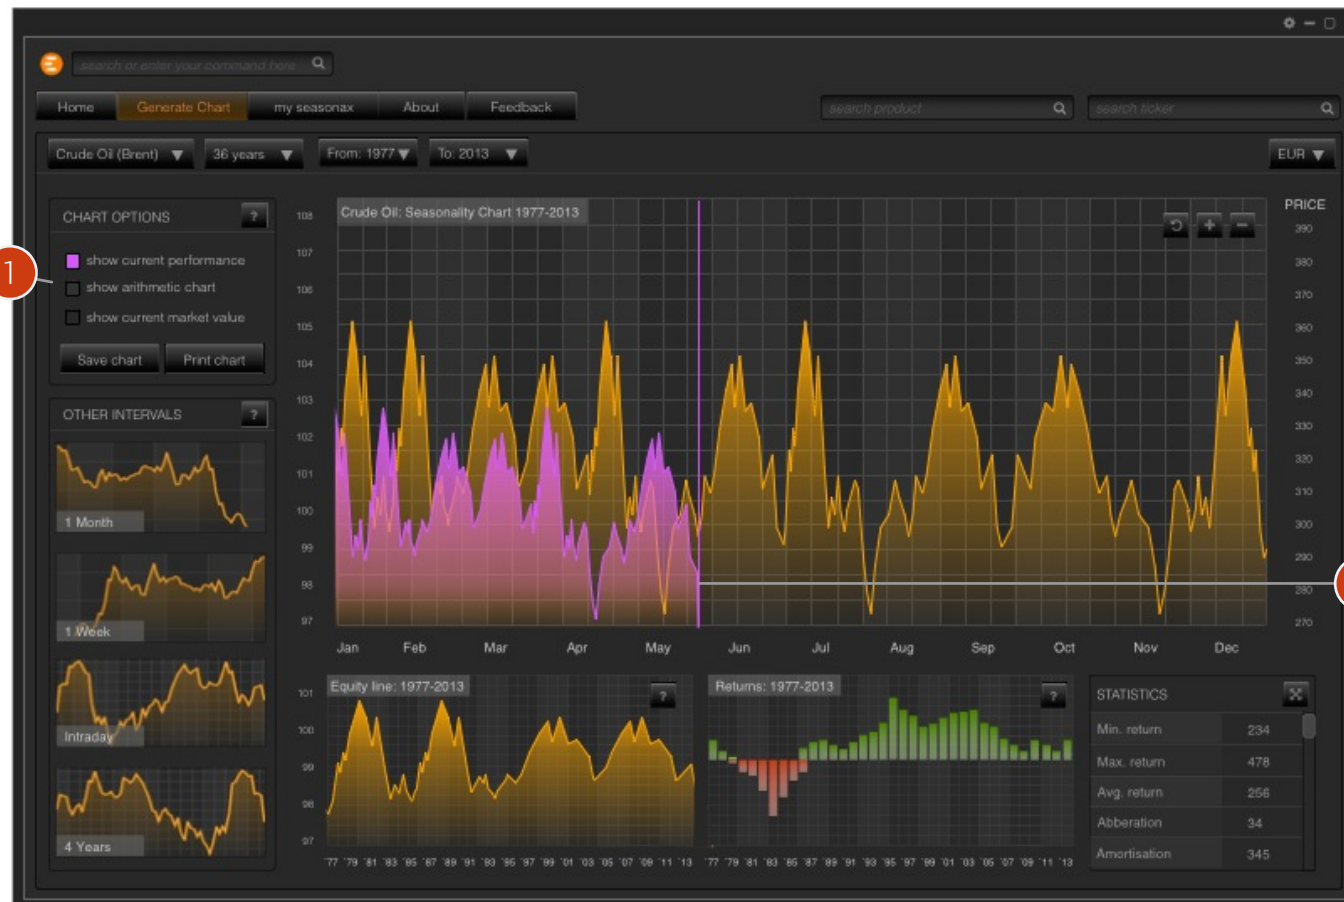 search or enter your command here
Home Generate Chart my seasonax About Feedback search product search ticker
Crude Oil (Brent) 36 years From: 1977 To: 2013 EUR
CHART OPTIONS ?
1
show current performance
show arithmetic chart
show current market value
Save chart Print chart
OTHER INTERVALS ?
1 Month
1 Week
Intraday
4 Years
Crude Oil: Seasonality Chart 1977-2013
108
107
106
105
104
103
102
101
100
99
98
97
PRICE
390
380
370
360
350
340
330
320
310
300
290
280
270
Jan Feb Mar Apr May Jun Jul Aug Sep Oct Nov Dec
Equity line: 1977-2013 ?
101
100
99
98
97
'77 '79 '81 '83 '85 '87 '89 '91 '93 '95 '97 '99 '01 '03 '05 '07 '09 '11 '13
Returns: 1977-2013 ?
'77 '79 '81 '83 '85 '87 '89 '91 '93 '95 '97 '99 '01 '03 '05 '07 '09 '11 '13
STATISTICS
Min. return 234
Max. return 478
Avg. return 256
Abberation 34
Amortisation 345